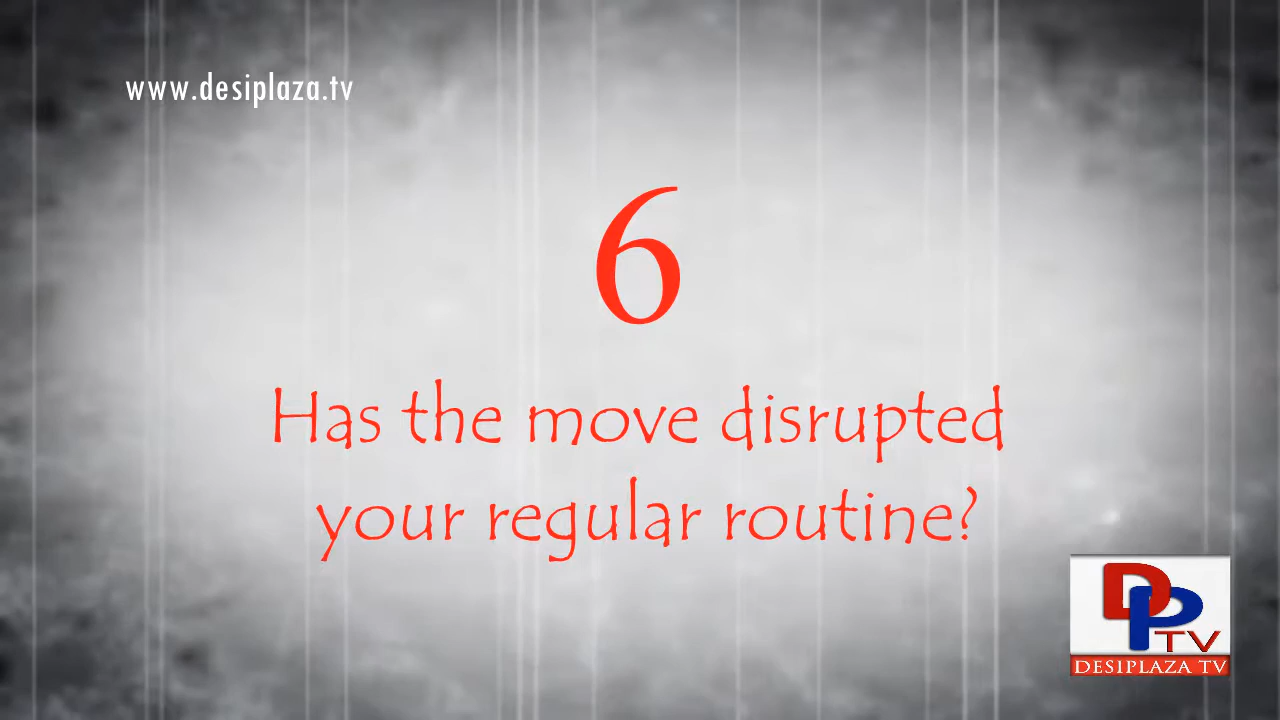 www.desiplaza.tv
6
Has the move disrupted
your regular routine?
DP
TV
DESIPLAZA TV